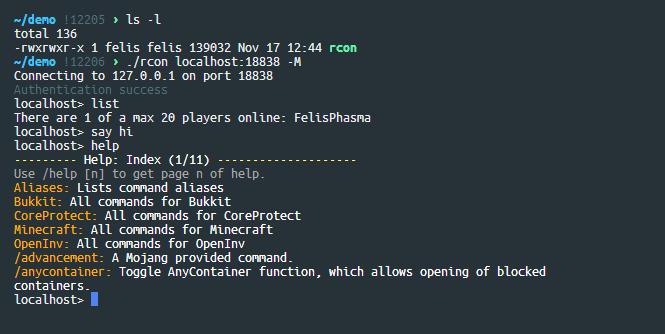 ~/demo !12205 › ls -l
total 136
-rwxrwxr-x 1 felis felis 139032 Nov 17 12:44 rcon
~/demo !12206 › ./rcon localhost:18838 -M
Connecting to 127.0.0.1 on port 18838
Authentication success
localhost> list
There are 1 of a max 20 players online: FelisPhasma
localhost> say hi
localhost> help
--------- Help: Index (1/11) --------------------
Use /help [n] to get page n of help.
Aliases: Lists command aliases
Bukkit: All commands for Bukkit
CoreProtect: All commands for CoreProtect
Minecraft: All commands for Minecraft
OpenInv: All commands for OpenInv
/advancement: A Mojang provided command.
/anycontainer: Toggle AnyContainer function, which allows opening of blocked
containers.
localhost>